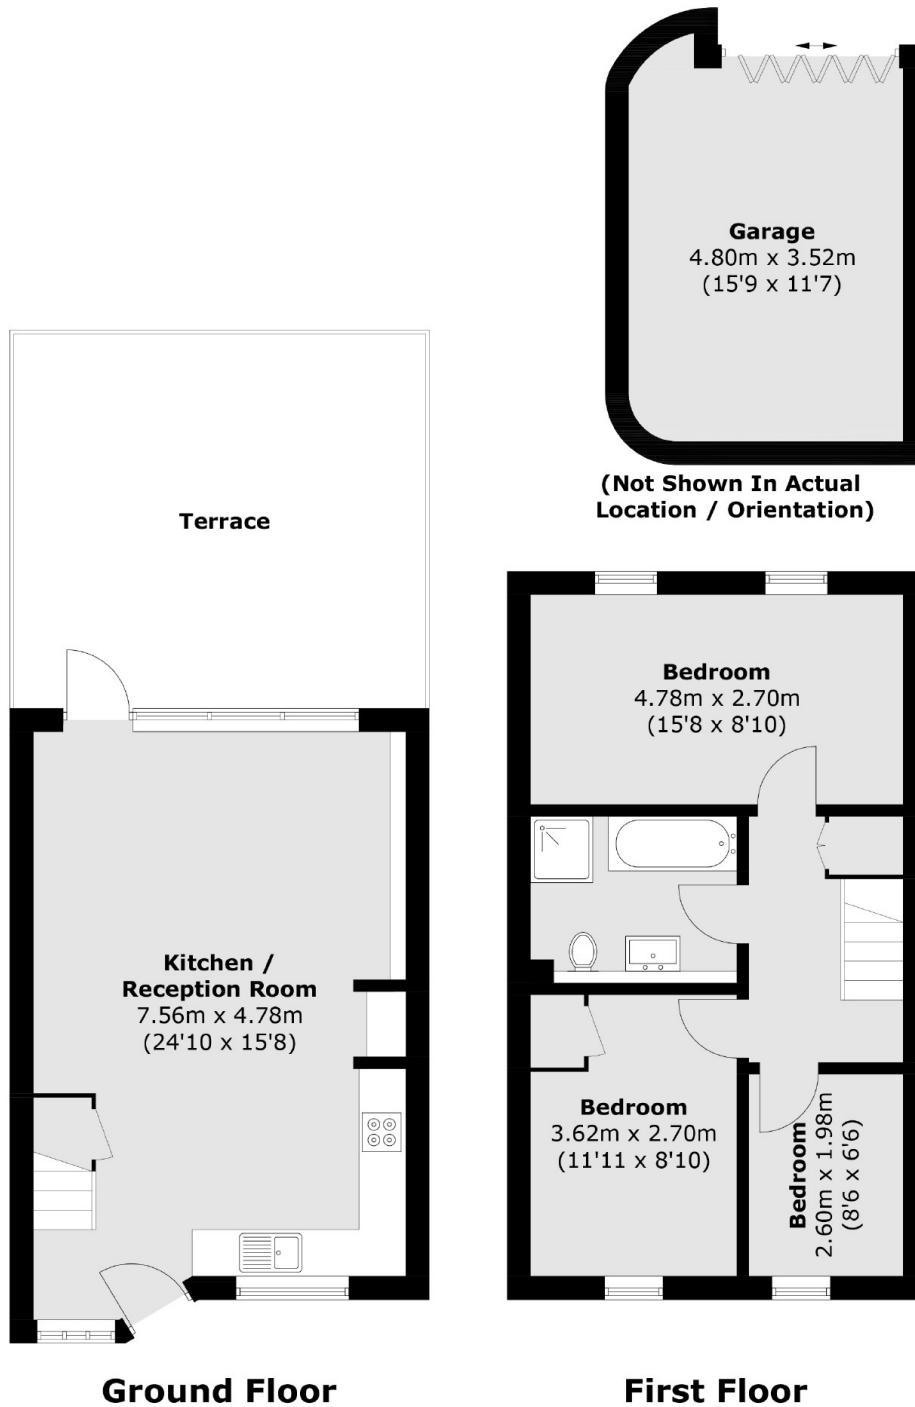 Garage
4.80m x 3.52m
(15'9 x 11'7)
(Not Shown In Actual
Location / Orientation)
Terrace
Kitchen /
Reception Room
7.56m x 4.78m
(24'10 x 15'8)
Ground Floor
Bedroom
4.78m x 2.70m
(15'8 x 8'10)
Bedroom
3.62m x 2.70m
(11'11 x 8'10)
Bedroom
2.60m x 1.98m
(8'6 x 6'6)
First Floor